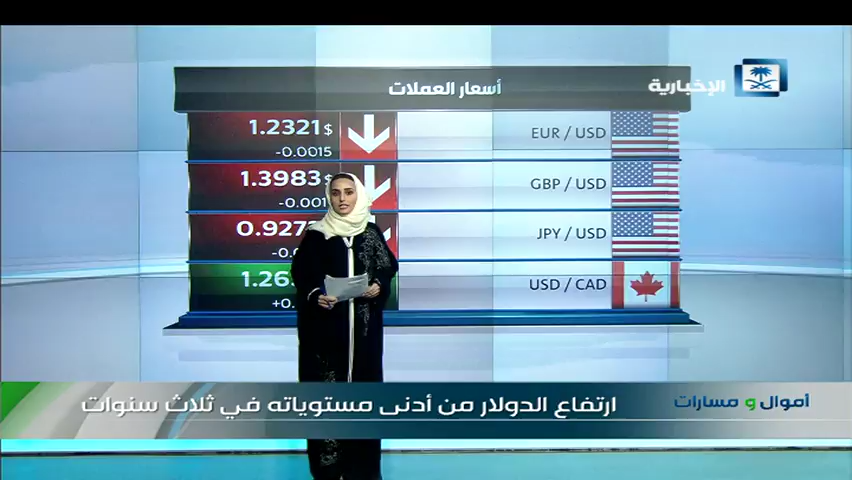 الإخبارية
أسعار العملات
1.2321$
-0.0015
EUR / USD
1.3983$
GBP / USD
JPY / USD
USD / CAD
أموال و مسارات
ارتفاع الدولار من أدنى مستوياته في ثلاث سنوات